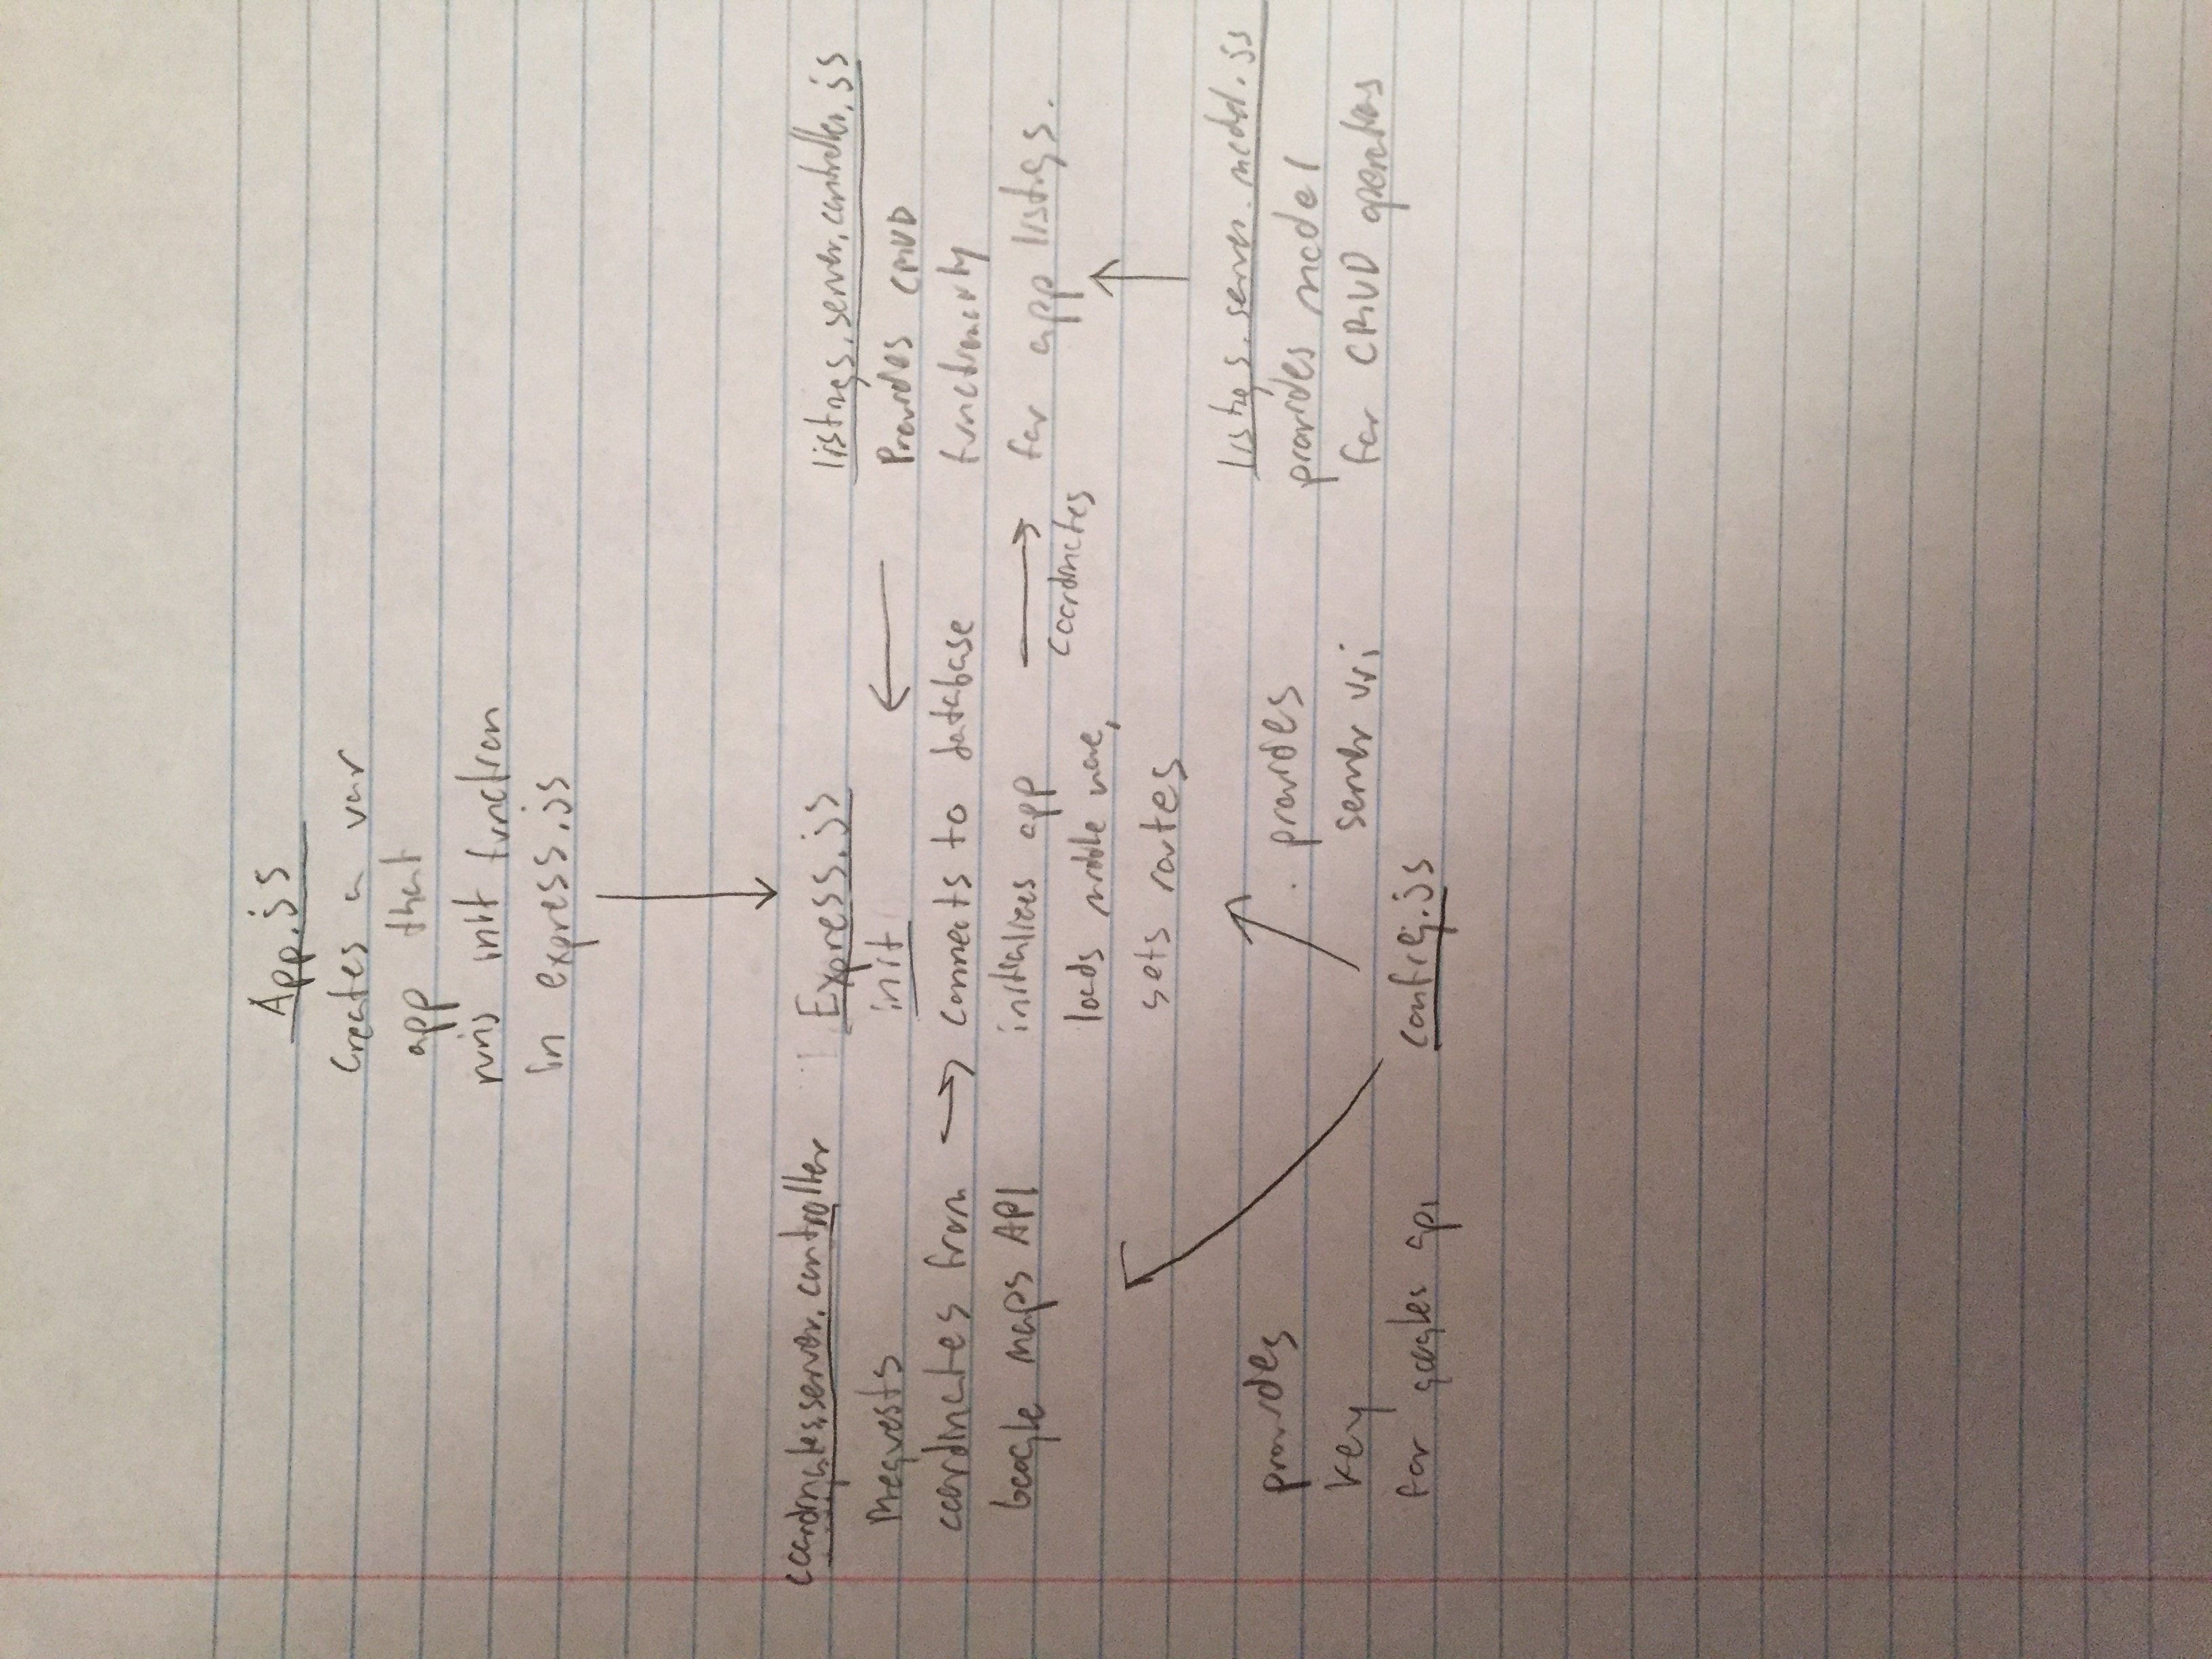 App.js
Creates a var
app that
runs init function
in express.js
coordinates.server.controller
Requests
coordinates from
Google maps API
Express.js
init
connects to database
initializes app
loads middle ware,
sets routes
listings.server.controller.js
Provides CRUD
functionality
for app listings.
coordinates
listings.server.model.js
provides model
for CRUD operations
provides
key
for googles api
provides
server uri
config.js